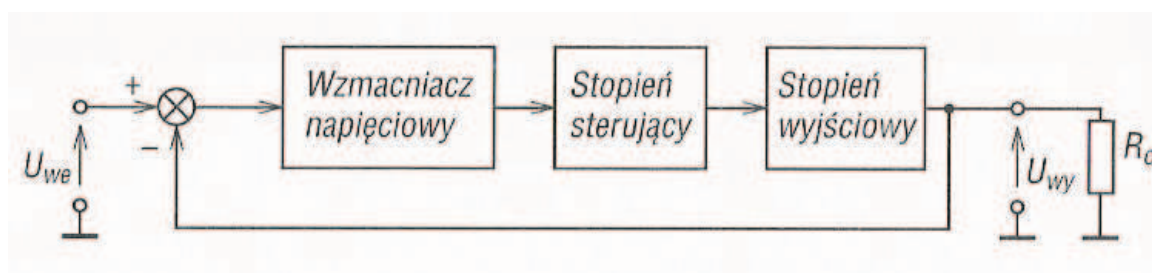 +
−
U_we
Wzmacniacz
napięciowy
Stopień
sterujący
Stopień
wyjściowy
U_wy